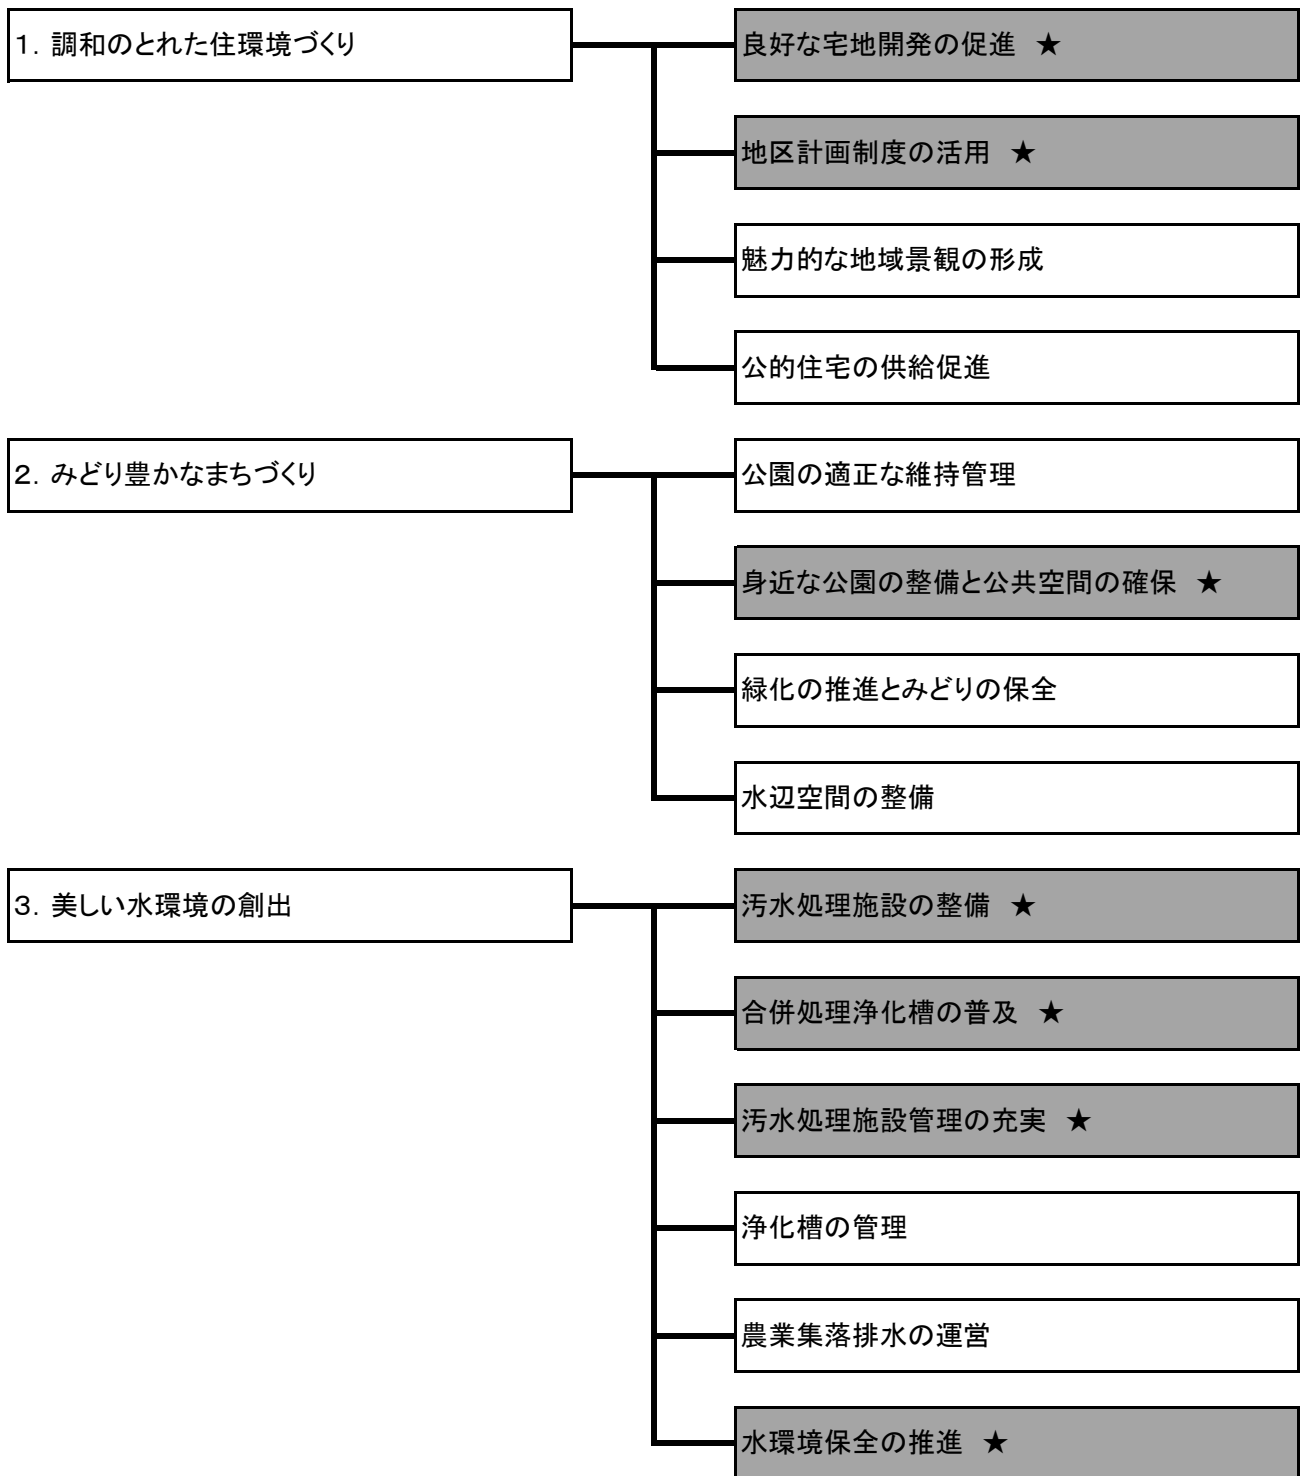 1．調和のとれた住環境づくり
良好な宅地開発の促進　★
地区計画制度の活用　★
魅力的な地域景観の形成
公的住宅の供給促進
2．みどり豊かなまちづくり
公園の適正な維持管理
身近な公園の整備と公共空間の確保　★
緑化の推進とみどりの保全
水辺空間の整備
3．美しい水環境の創出
汚水処理施設の整備　★
合併処理浄化槽の普及　★
汚水処理施設管理の充実　★
浄化槽の管理
農業集落排水の運営
水環境保全の推進　★